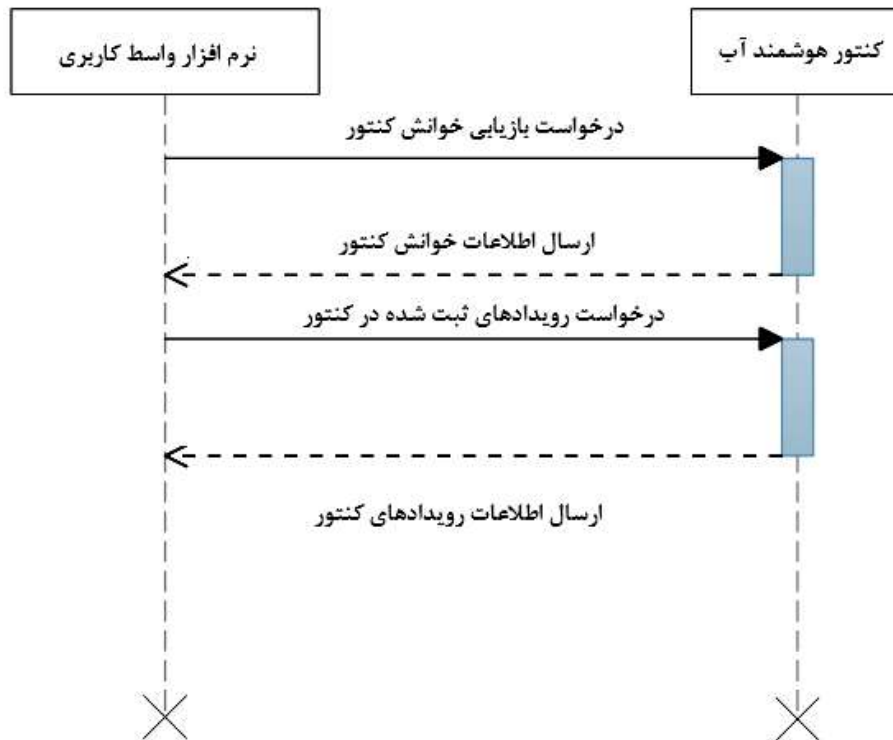 کنتور هوشمند آب
نرم افزار واسط کاربری
درخواست بازیابی خوانش کنتور
ارسال اطلاعات خوانش کنتور
درخواست رویدادهای ثبت شده در کنتور
ارسال اطلاعات رویدادهای کنتور